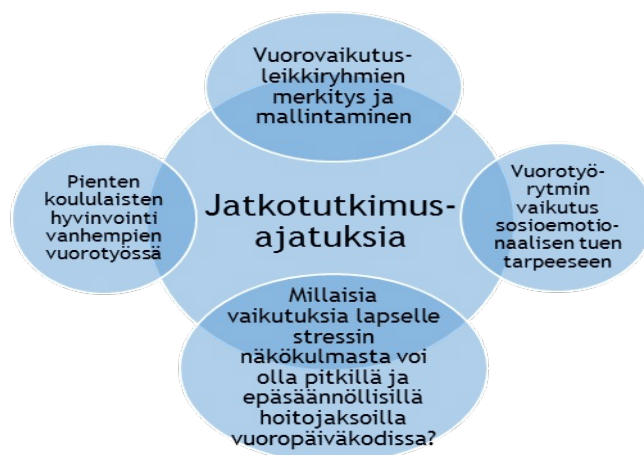 Vuorovaikutus-
leikkiryhmien
merkitys ja
mallintaminen
Pienten
koululaisten
hyvinvointi
vanhempien
vuorotyössä
Jatkotutkimus-
ajatuksia
Vuorotyö-
rytmin
vaikutus
sosioemotio-
naalisen tuen
tarpeeseen
Millaisia
vaikutuksia lapselle
stressin
näkökulmasta voi
olla pitkillä ja
epäsäännöllisillä
hoitojaksoilla
vuoropäiväkodissa?